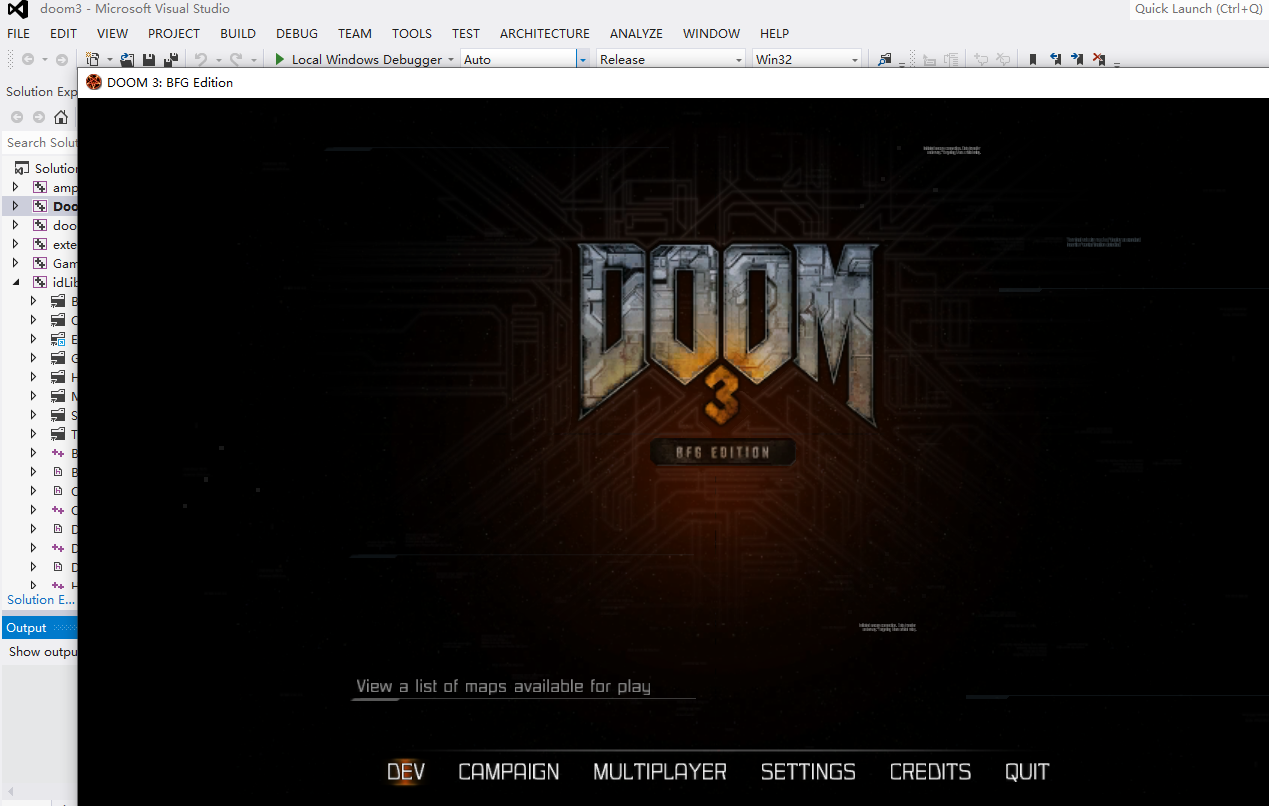 doom3 - Microsoft Visual Studio
Quick Launch (Ctrl+Q)
FILE EDIT VIEW PROJECT BUILD DEBUG TEAM TOOLS TEST ARCHITECTURE ANALYZE WINDOW HELP
Local Windows Debugger Auto Release Win32
Solution Exp
DOOM 3: BFG Edition
Search Solut
Solution
amp
Doo
doo
exte
Gam
idLib
B
C
E
G
H
M
S
T
B
B
C
C
D
D
D
H
Solution E...
Output
Show outpu
DOOM
3
BFG EDITION
View a list of maps available for play
DEV CAMPAIGN MULTIPLAYER SETTINGS CREDITS QUIT